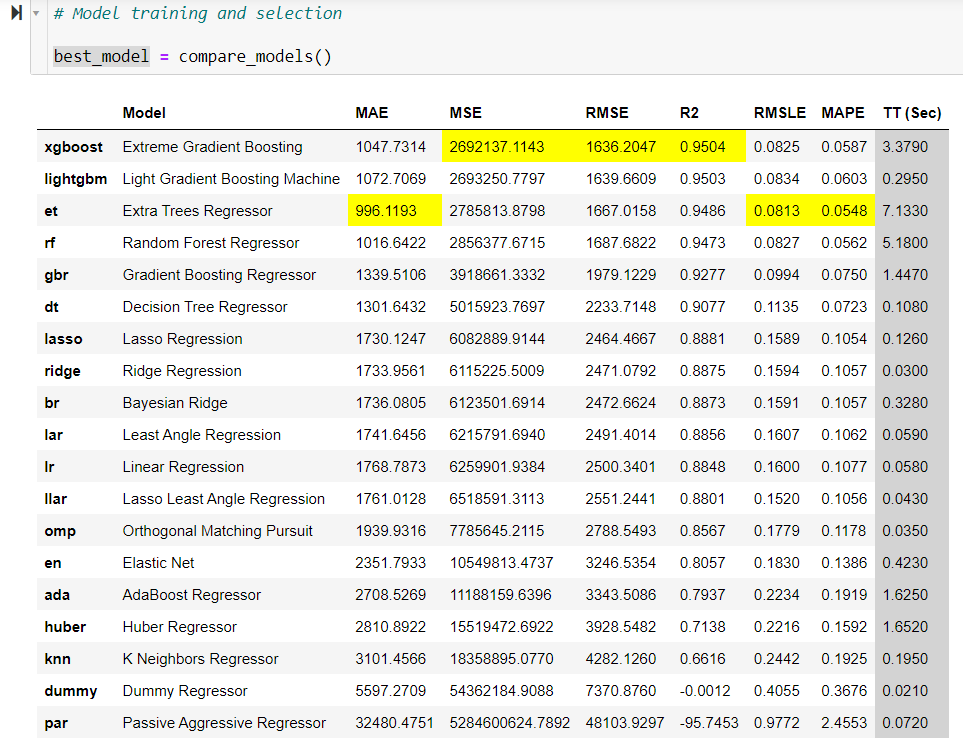 # Model training and selection
best_model = compare_models()
Model MAE MSE RMSE R2 RMSLE MAPE TT (Sec)
xgboost Extreme Gradient Boosting 1047.7314 2692137.1143 1636.2047 0.9504 0.0825 0.0587 3.3790
lightgbm Light Gradient Boosting Machine 1072.7069 2693250.7797 1639.6609 0.9503 0.0834 0.0603 0.2950
et Extra Trees Regressor 996.1193 2785813.8798 1667.0158 0.9486 0.0813 0.0548 7.1330
rf Random Forest Regressor 1016.6422 2856377.6715 1687.6822 0.9473 0.0827 0.0562 5.1800
gbr Gradient Boosting Regressor 1339.5106 3918661.3332 1979.1229 0.9277 0.0994 0.0750 1.4470
dt Decision Tree Regressor 1301.6432 5015923.7697 2233.7148 0.9077 0.1135 0.0723 0.1080
lasso Lasso Regression 1730.1247 6082889.9144 2464.4667 0.8881 0.1589 0.1054 0.1260
ridge Ridge Regression 1733.9561 6115225.5009 2471.0792 0.8875 0.1594 0.1057 0.0300
br Bayesian Ridge 1736.0805 6123501.6914 2472.6624 0.8873 0.1591 0.1057 0.3280
lar Least Angle Regression 1741.6456 6215791.6940 2491.4014 0.8856 0.1607 0.1062 0.0590
lr Linear Regression 1768.7873 6259901.9384 2500.3401 0.8848 0.1600 0.1077 0.0580
llar Lasso Least Angle Regression 1761.0128 6518591.3113 2551.2441 0.8801 0.1520 0.1056 0.0430
omp Orthogonal Matching Pursuit 1939.9316 7785645.2115 2788.5493 0.8567 0.1779 0.1178 0.0350
en Elastic Net 2351.7933 10549813.4737 3246.5354 0.8057 0.1830 0.1386 0.4230
ada AdaBoost Regressor 2708.5269 11188159.6396 3343.5086 0.7937 0.2234 0.1919 1.6250
huber Huber Regressor 2810.8922 15519472.6922 3928.5482 0.7138 0.2216 0.1592 1.6520
knn K Neighbors Regressor 3101.4566 18358895.0770 4282.1260 0.6616 0.2442 0.1925 0.1950
dummy Dummy Regressor 5597.2709 54362184.9088 7370.8760 -0.0012 0.4055 0.3676 0.0210
par Passive Aggressive Regressor 32480.4751 5284600624.7892 48103.9297 -95.7453 0.9772 2.4553 0.0720